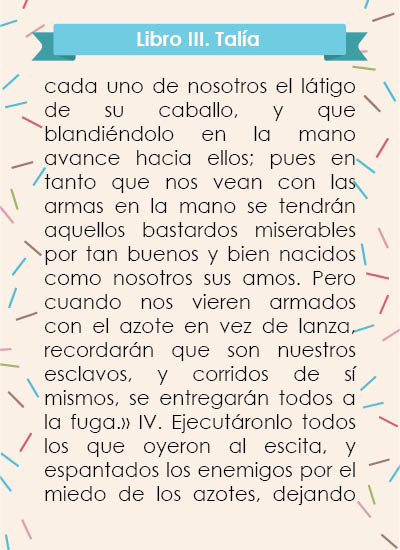 Libro III. Talía
cada uno de nosotros el látigo
de su caballo, y que
blandiéndolo en la mano
avance hacia ellos; pues en
tanto que nos vean con las
armas en la mano se tendrán
aquellos bastardos miserables
por tan buenos y bien nacidos
como nosotros sus amos. Pero
cuando nos vieren armados
con el azote en vez de lanza,
recordarán que son nuestros
esclavos, y corridos de sí
mismos, se entregarán todos a
la fuga.» IV. Ejecutáronlo todos
los que oyeron al escita, y
espantados los enemigos por el
miedo de los azotes, dejando